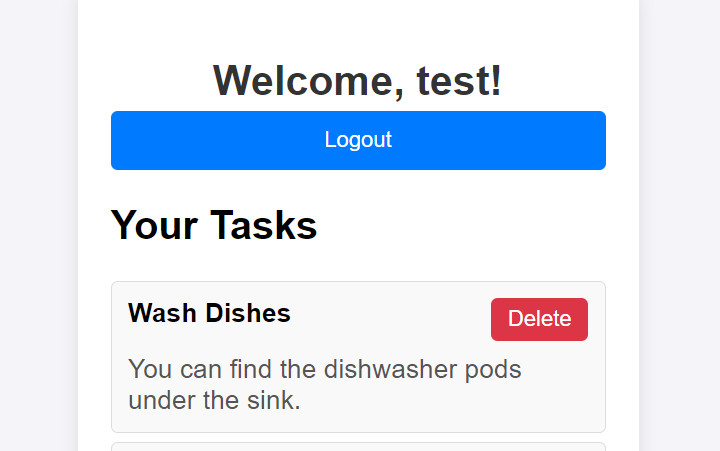 Welcome, test!
Logout
Your Tasks
Wash Dishes
Delete
You can find the dishwasher pods
under the sink.